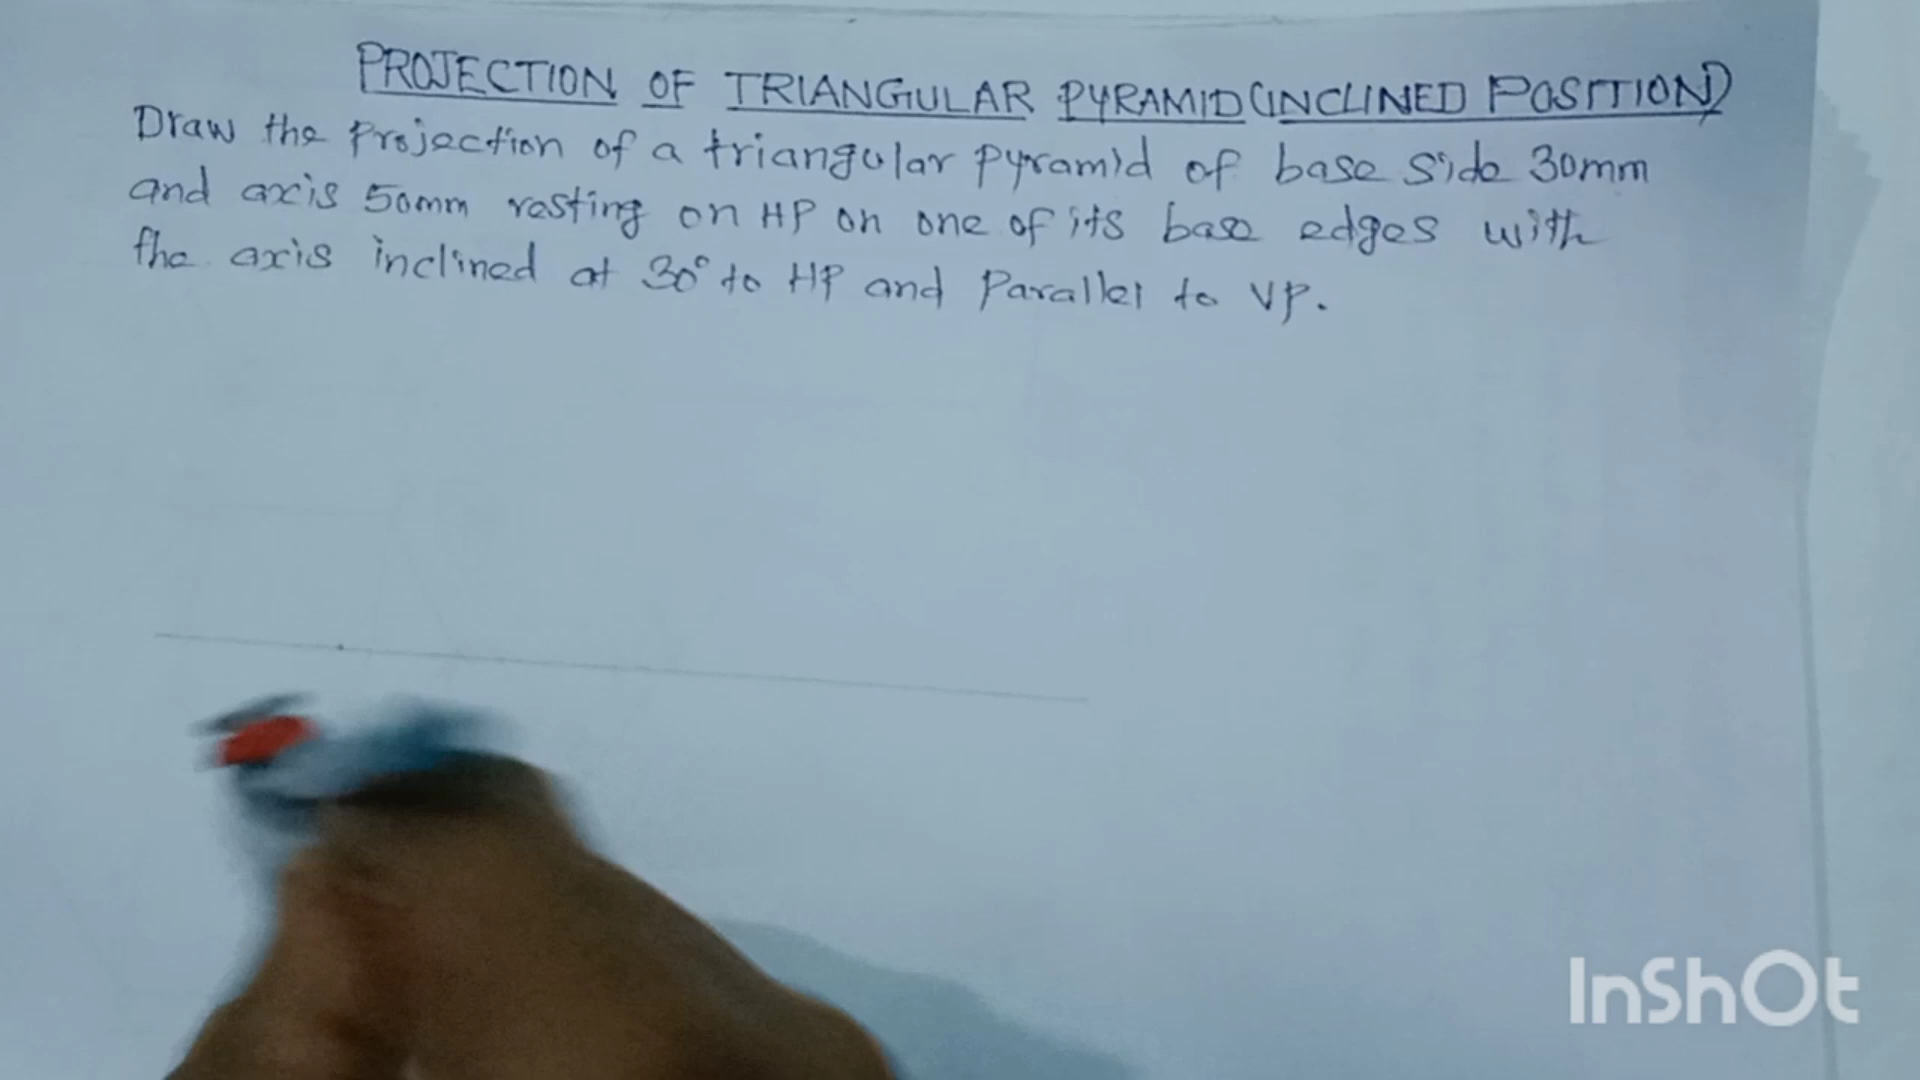 PROJECTION OF TRIANGULAR PYRAMID (INCLINED POSITION)
Draw the Projection of a triangular pyramid of base side 30mm
and axis 50mm resting on HP on one of its base edges with
the axis inclined at 30° to HP and Parallel to VP.
InShOt